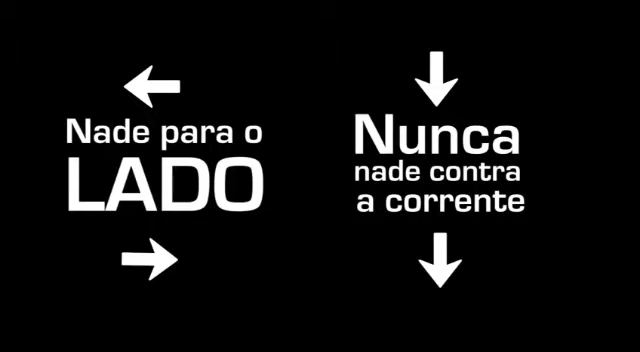 Nade para o
LADO
Nunca
nade contra
a corrente